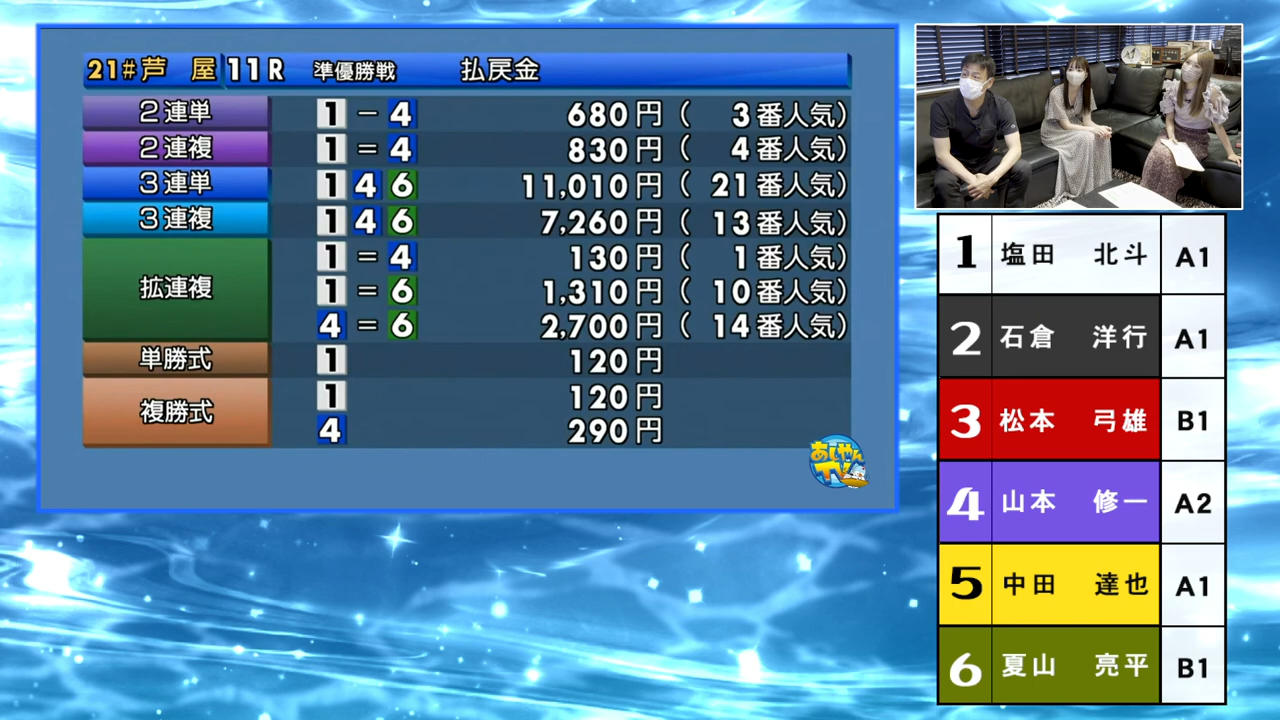 21# 芦 屋 11R 準優勝戦 払戻金
2連単 1 - 4 680円 ( 3番人気)
2連複 1 = 4 830円 ( 4番人気)
3連単 1 4 6 11,010円 ( 21番人気)
3連複 1 4 6 7,260円 ( 13番人気)
拡連複 1 = 4 130円 ( 1番人気)
1 = 6 1,310円 ( 10番人気)
4 = 6 2,700円 ( 14番人気)
単勝式 1 120円
複勝式 1 120円
4 290円
あしやんTV
1 塩田 北斗 A1
2 石倉 洋行 A1
3 松本 弓雄 B1
4 山本 修一 A2
5 中田 達也 A1
6 夏山 亮平 B1